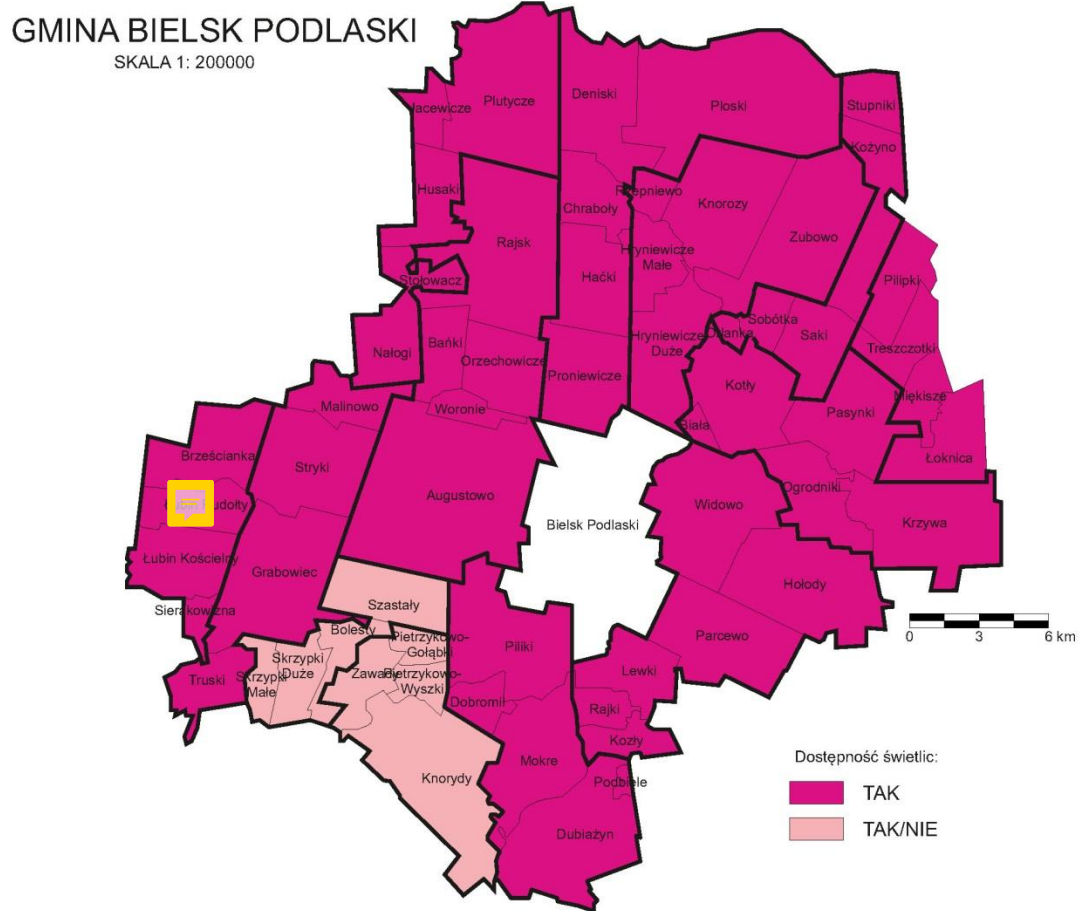 GMINA BIELSK PODLASKI
SKALA 1: 200000
Plutycze
Deniski
Ploski
Stupniki
Kożyno
Husaki
Rajsk
Chraboły
Knorozy
Zubowo
Hryniewicze
Małe
Haćki
Stołowacz
Pilipki
Sobótka
Saki
Treszczotki
Nałogi
Bańki
Orzechowicze
Proniewicze
Hryniewicze
Duże
Kotły
Pasynki
Malinowo
Woronie
Biała
Łoknica
Brześcianka
Stryki
Augustowo
Bielsk Podlaski
Widowo
Ogrodniki
Krzywa
Łubin Kościelny
Grabowiec
Szastały
Hołody
Sierakowizna
Bolesty
Pietrzykowo-
Gołąbki
Piliki
Parcewo
0 3 6 km
Truski
Skrzypki
Małe
Skrzypki
Duże
Zawady
Pietrzykowo-
Wyszki
Dobromil
Lewki
Rajki
Kozły
Knorydy
Mokre
Podbiele
Dubiażyn
Dostępność świetlic:
TAK
TAK/NIE